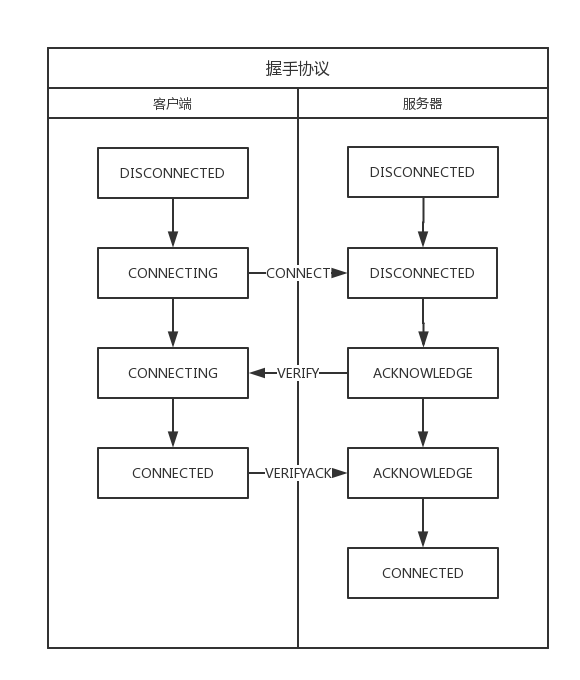 握手协议
客户端 服务器
DISCONNECTED DISCONNECTED
CONNECTING CONNECT DISCONNECTED
CONNECTING VERIFY ACKNOWLEDGE
CONNECTED VERIFYACK ACKNOWLEDGE
CONNECTED